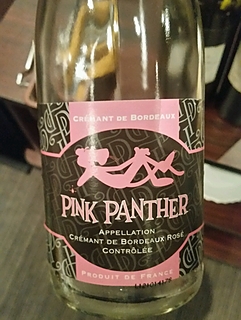 CRÉMANT DE BORDEAUX
PINK PANTHER
APPELLATION
CRÉMANT DE BORDEAUX ROSÉ
CONTRÔLÉE
PRODUIT DE FRANCE